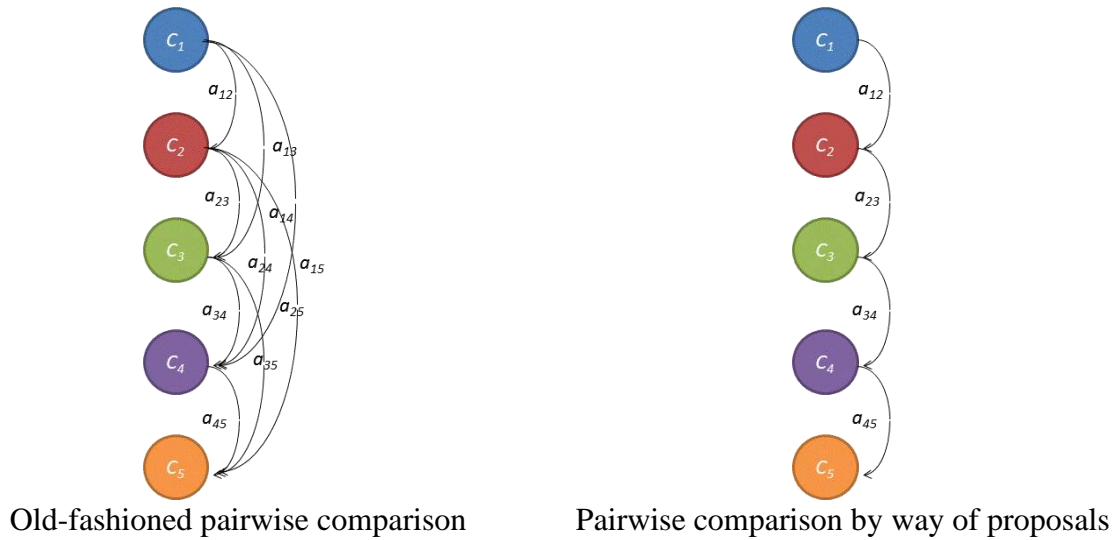 C1
a12
C2
a13
a23
a14
C3
a24
a15
a34
a25
C4
a35
a45
C5
Old-fashioned pairwise comparison
C1
a12
C2
a23
C3
a34
C4
a45
C5
Pairwise comparison by way of proposals